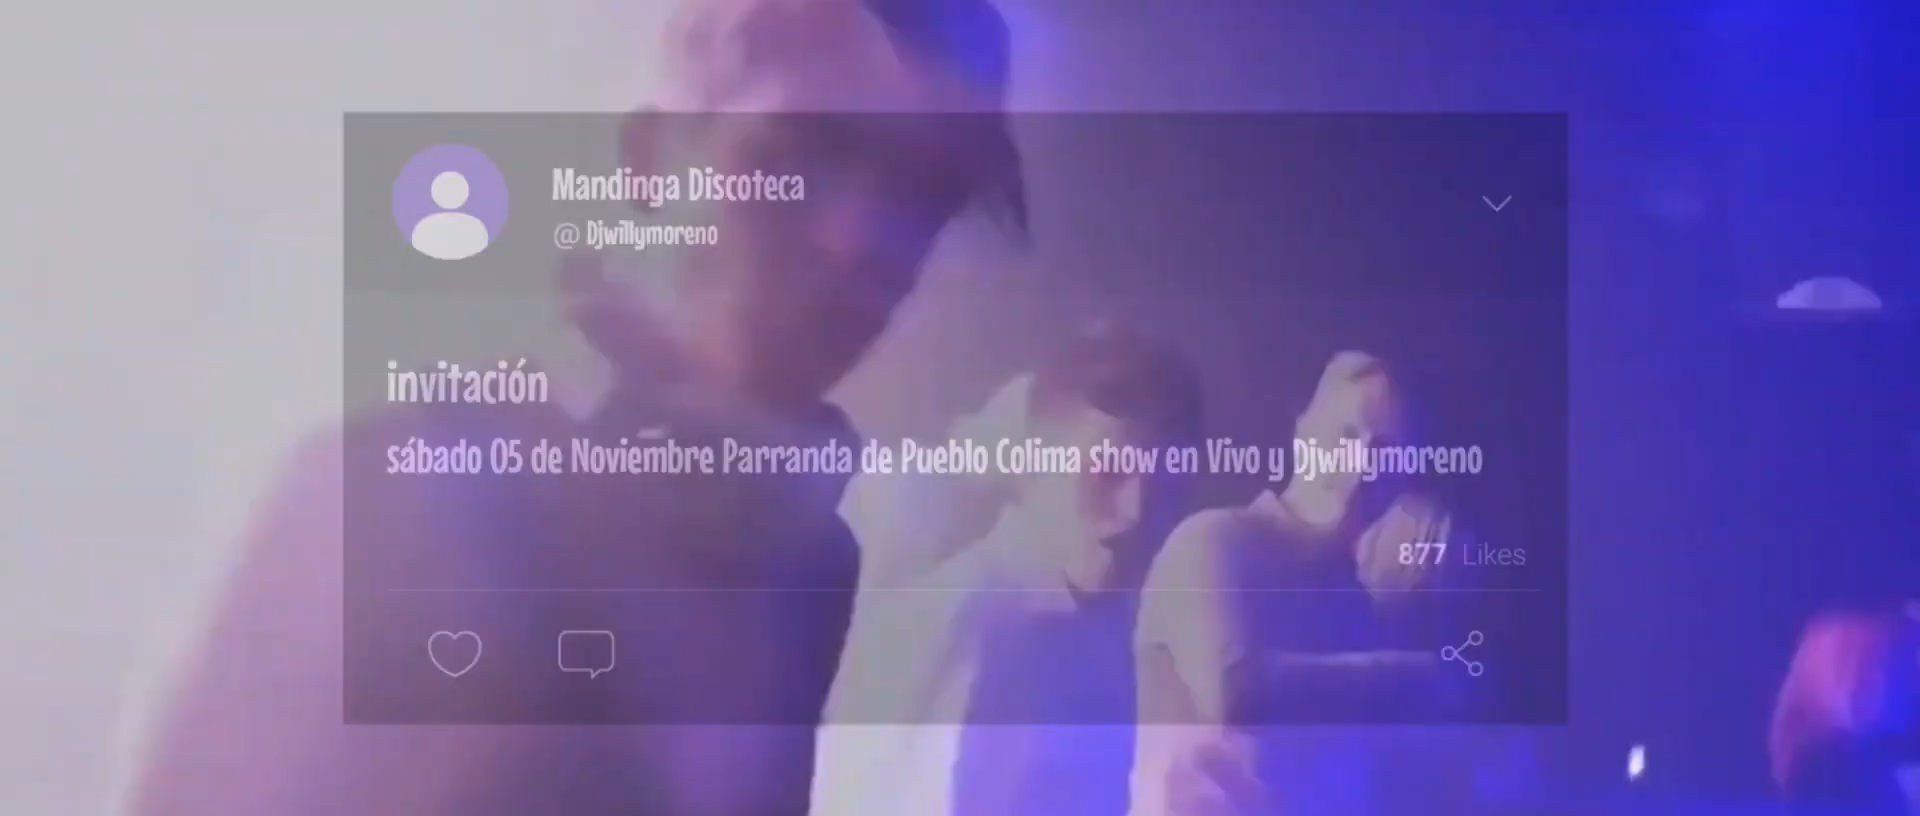 Mandinga Discoteca
@ Djwillymoreno
invitación
sábado 05 de Noviembre Parranda de Pueblo Colima show en Vivo y Djwillymoreno
877 Likes